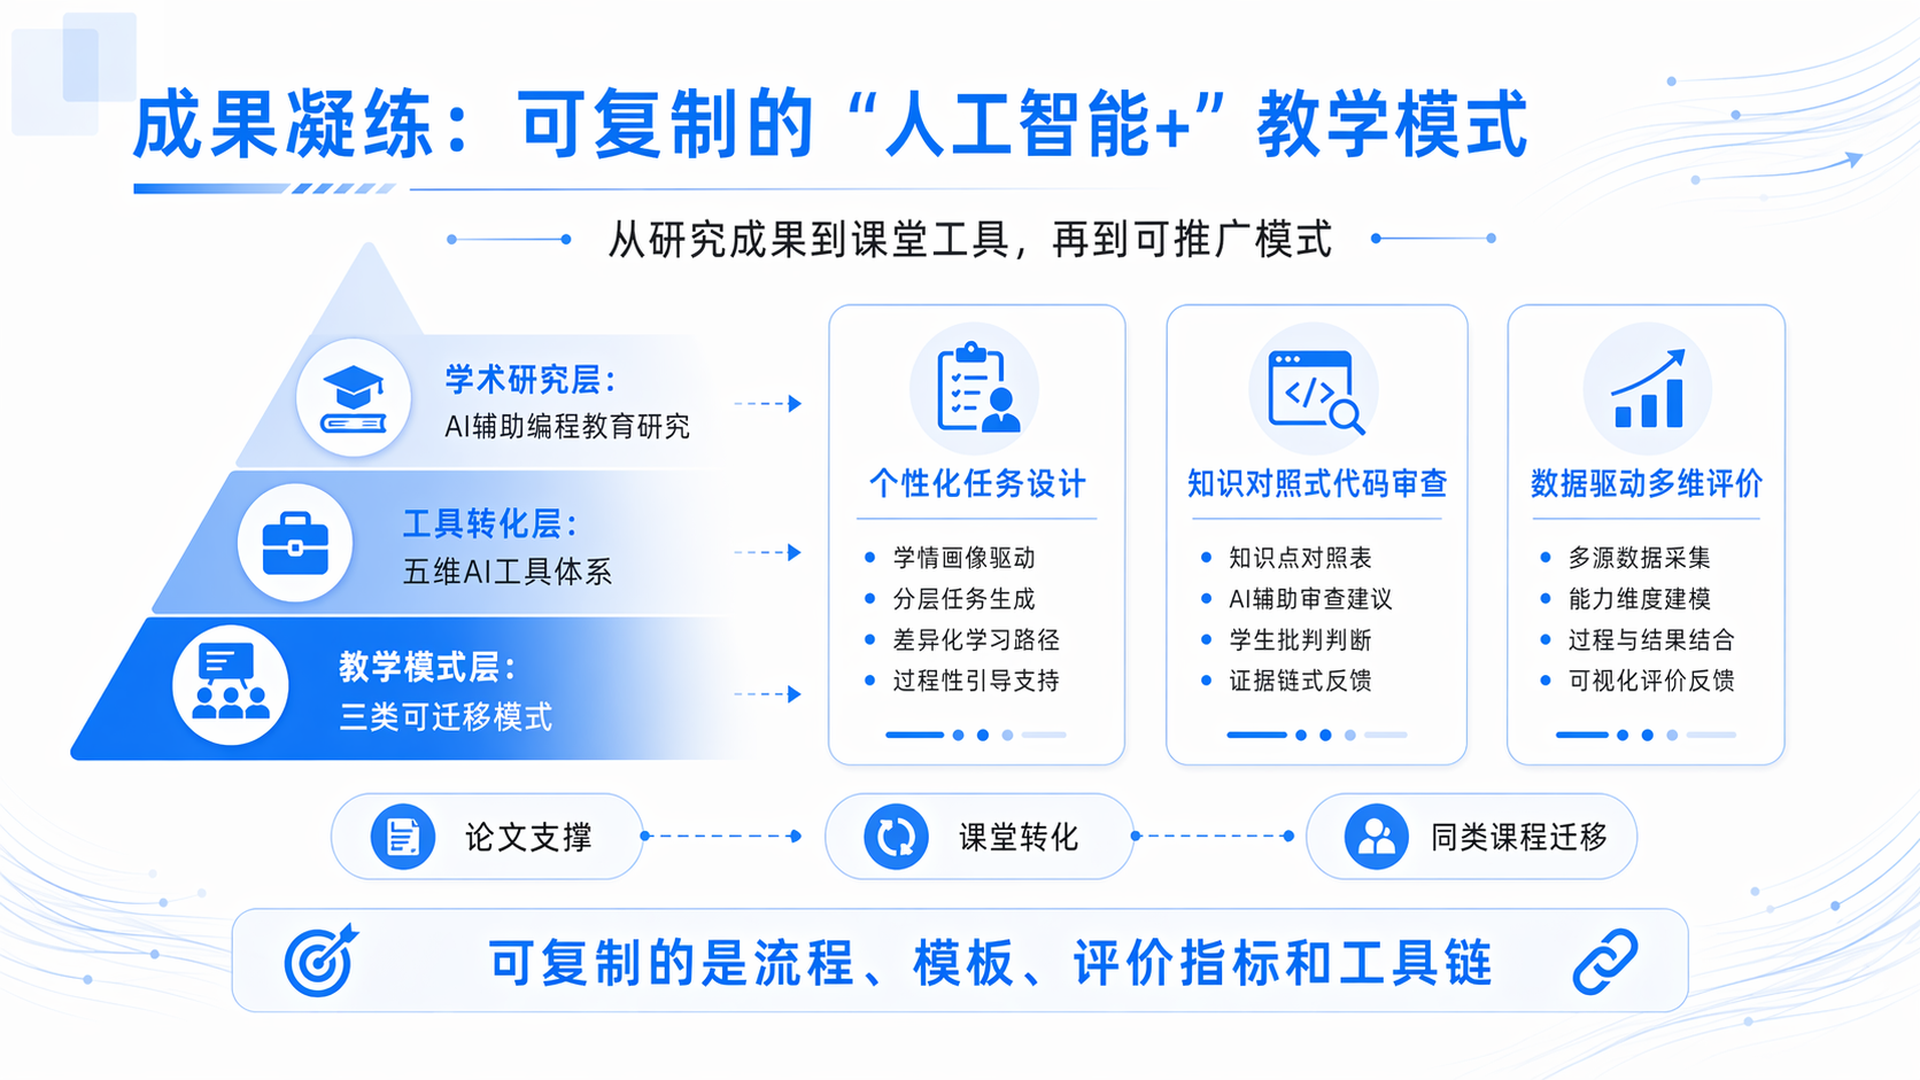 成果凝练：可复制的“人工智能+”教学模式
从研究成果到课堂工具，再到可推广模式
学术研究层：
AI辅助编程教育研究
工具转化层：
五维AI工具体系
教学模式层：
三类可迁移模式
个性化任务设计
学情画像驱动
分层任务生成
差异化学习路径
过程性引导支持
知识对照式代码审查
知识点对照表
AI辅助审查建议
学生批判判断
证据链式反馈
数据驱动多维评价
多源数据采集
能力维度建模
过程与结果结合
可视化评价反馈
论文支撑
课堂转化
同类课程迁移
可复制的是流程、模板、评价指标和工具链